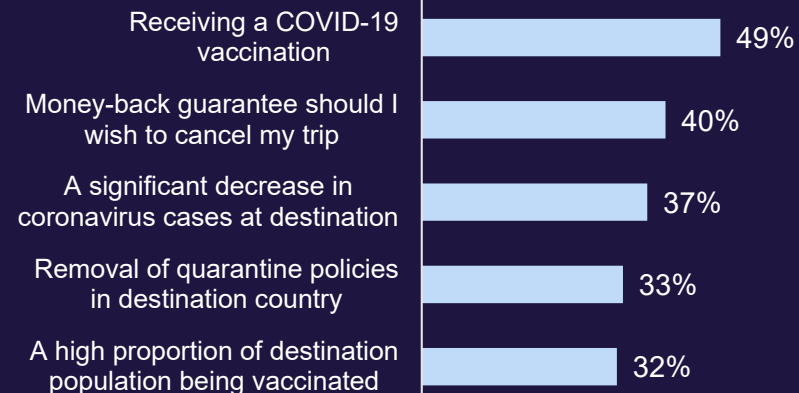 Receiving a COVID-19
vaccination
49%
Money-back guarantee should I
wish to cancel my trip
40%
A significant decrease in
coronavirus cases at destination
37%
Removal of quarantine policies
in destination country
33%
A high proportion of destination
population being vaccinated
32%